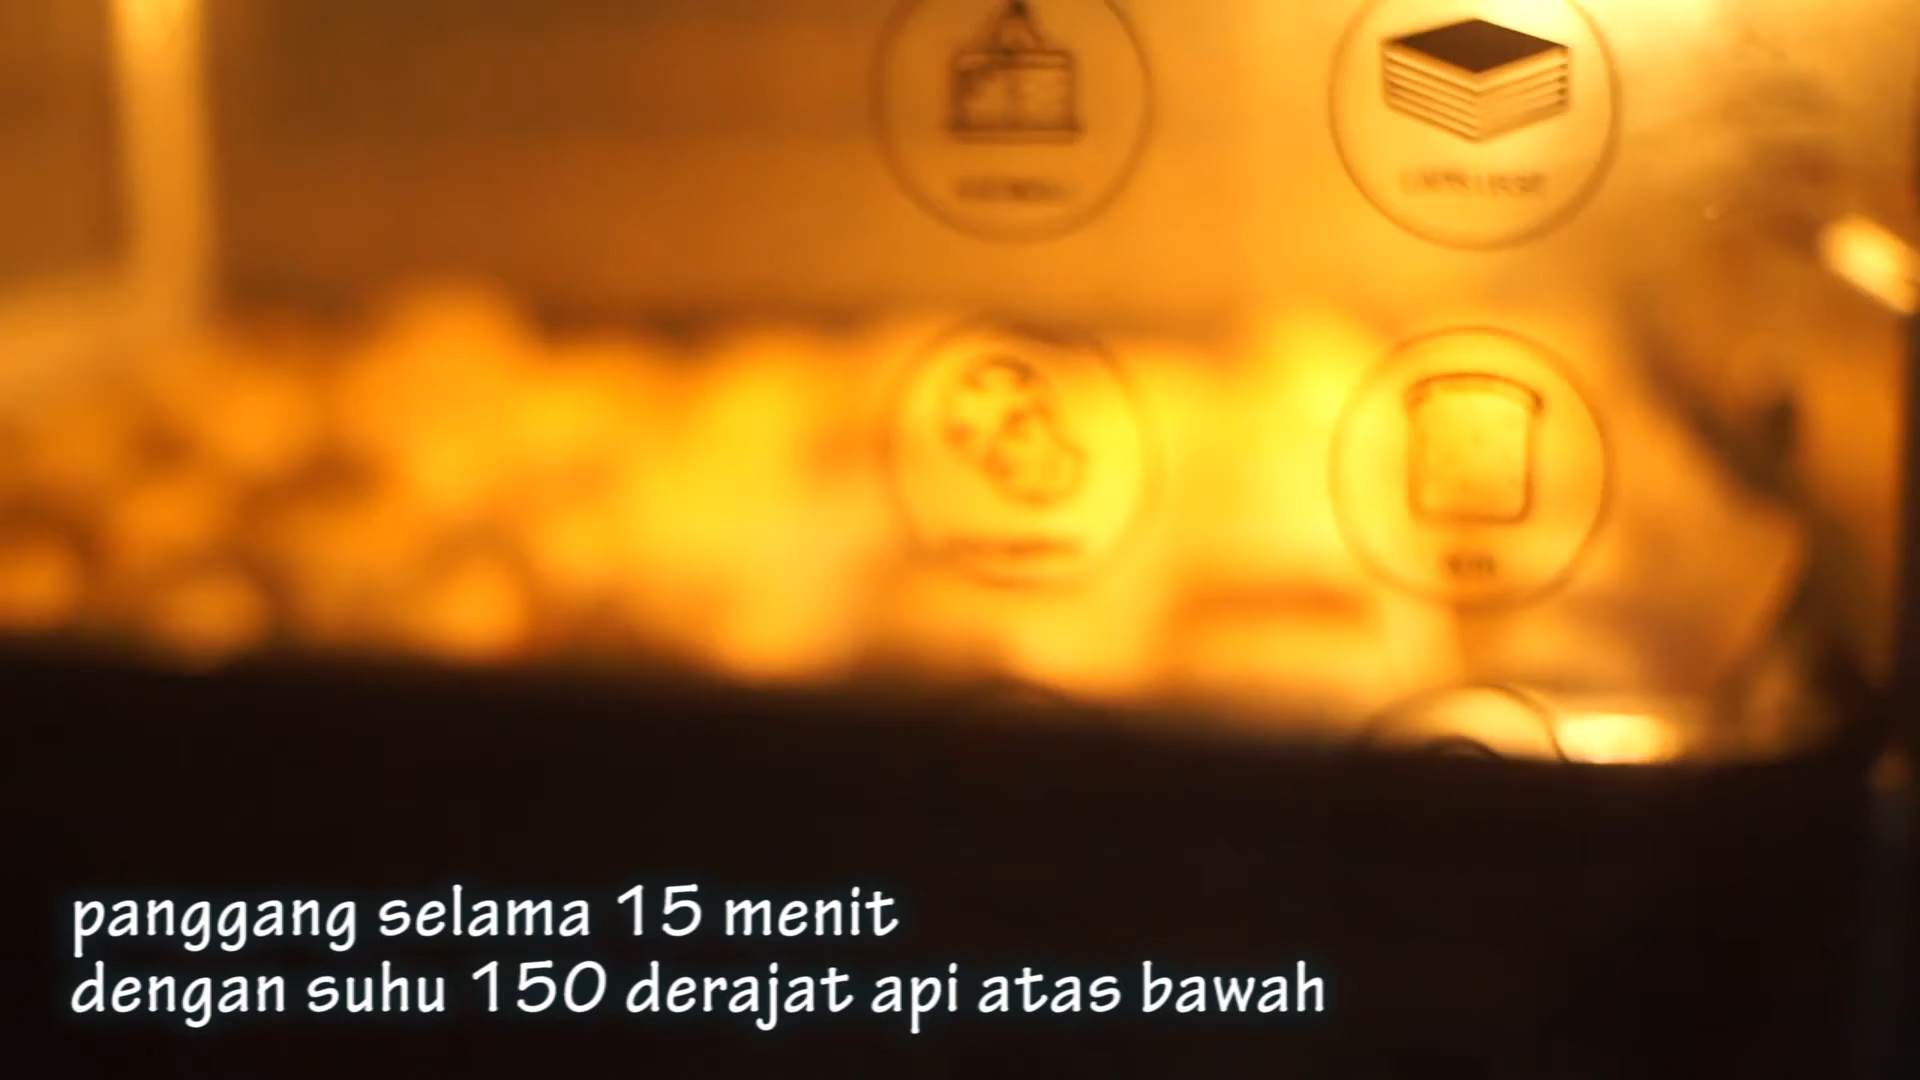 panggang selama 15 menit
dengan suhu 150 derajat api atas bawah